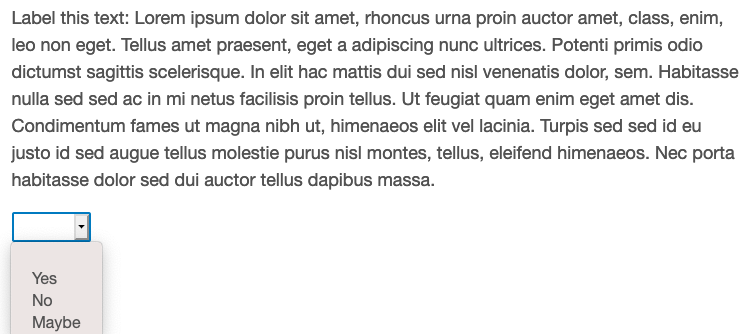 Label this text: Lorem ipsum dolor sit amet, rhoncus urna proin auctor amet, class, enim,
leo non eget. Tellus amet praesent, eget a adipiscing nunc ultrices. Potenti primis odio
dictumst sagittis scelerisque. In elit hac mattis dui sed nisl venenatis dolor, sem. Habitasse
nulla sed sed ac in mi netus facilisis proin tellus. Ut feugiat quam enim eget amet dis.
Condimentum fames ut magna nibh ut, himenaeos elit vel lacinia. Turpis sed sed id eu
justo id sed augue tellus molestie purus nisl montes, tellus, eleifend himenaeos. Nec porta
habitasse dolor sed dui auctor tellus dapibus massa.
Yes
No
Maybe